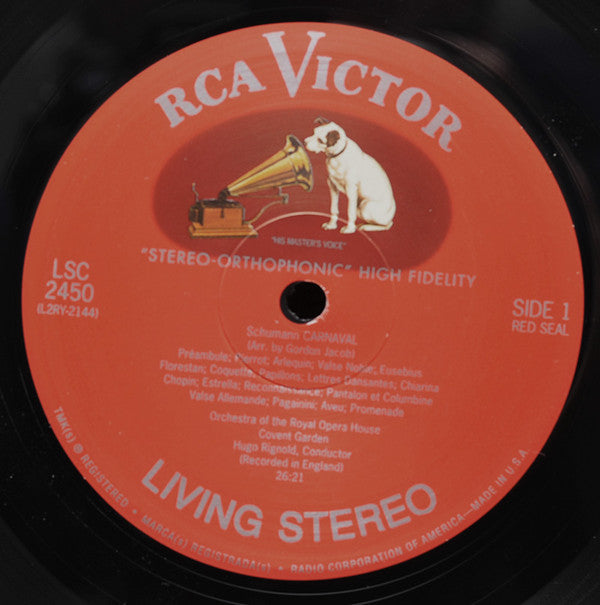 RCA VICTOR
"HIS MASTER'S VOICE"
"STEREO-ORTHOPHONIC" HIGH FIDELITY
LSC
2450
(L2RY-2144)
SIDE 1
RED SEAL
Schumann CARNAVAL
(Arr. by Gordon Jacob)
Préambule; Pierrot; Arlequin; Valse Noble; Eusebius
Florestan; Coquette; Papillons; Lettres Dansantes; Chiarina
Chopin; Estrella; Reconnaissance; Pantalon et Columbine
Valse Allemande; Paganini; Aveu; Promenade
Orchestra of the Royal Opera House
Covent Garden
Hugo Rignold, Conductor
(Recorded in England)
26:21
LIVING STEREO
TMK(s) ® REGISTERED • MARCA(s) REGISTRADA(s) • RADIO CORPORATION OF AMERICA—MADE IN U.S.A